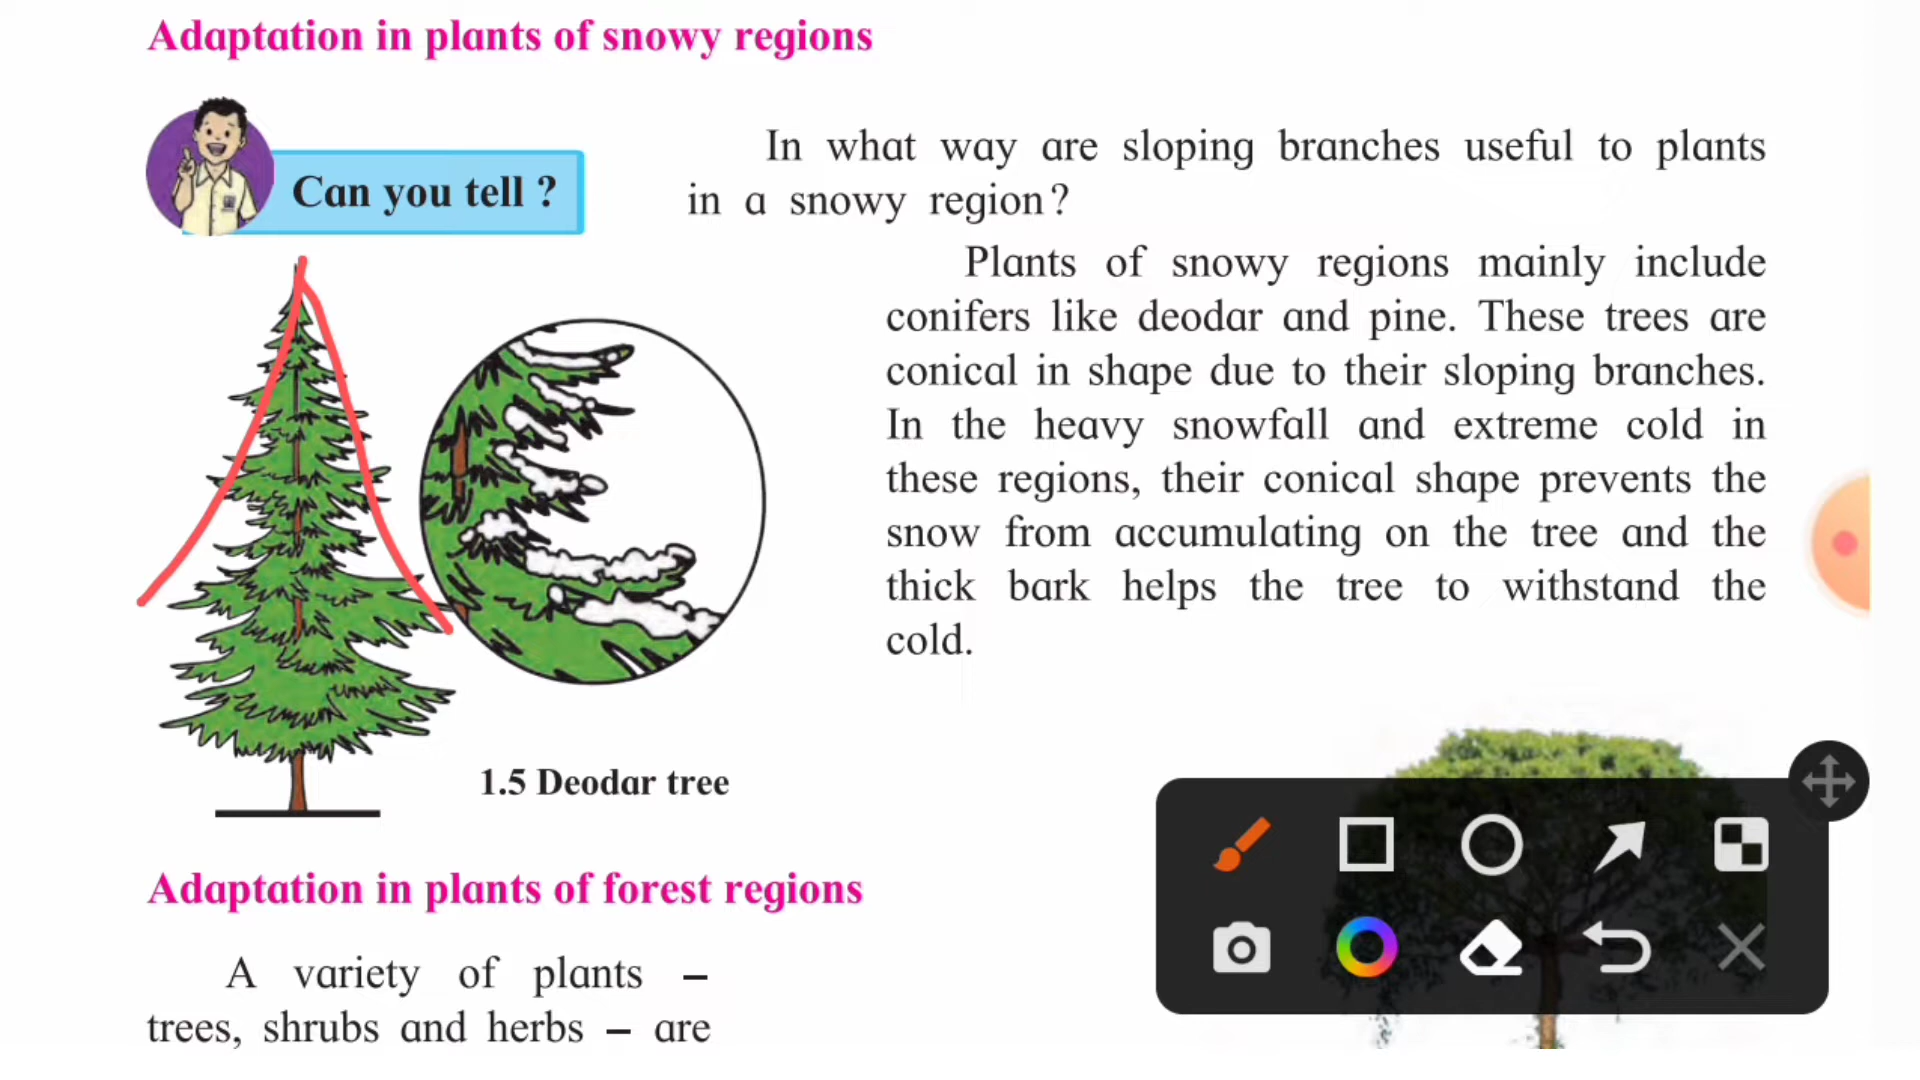 Adaptation in plants of snowy regions
Can you tell ?
In what way are sloping branches useful to plants
in a snowy region?
Plants of snowy regions mainly include
conifers like deodar and pine. These trees are
conical in shape due to their sloping branches.
In the heavy snowfall and extreme cold in
these regions, their conical shape prevents the
snow from accumulating on the tree and the
thick bark helps the tree to withstand the
cold.
1.5 Deodar tree
Adaptation in plants of forest regions
A variety of plants –
trees, shrubs and herbs – are